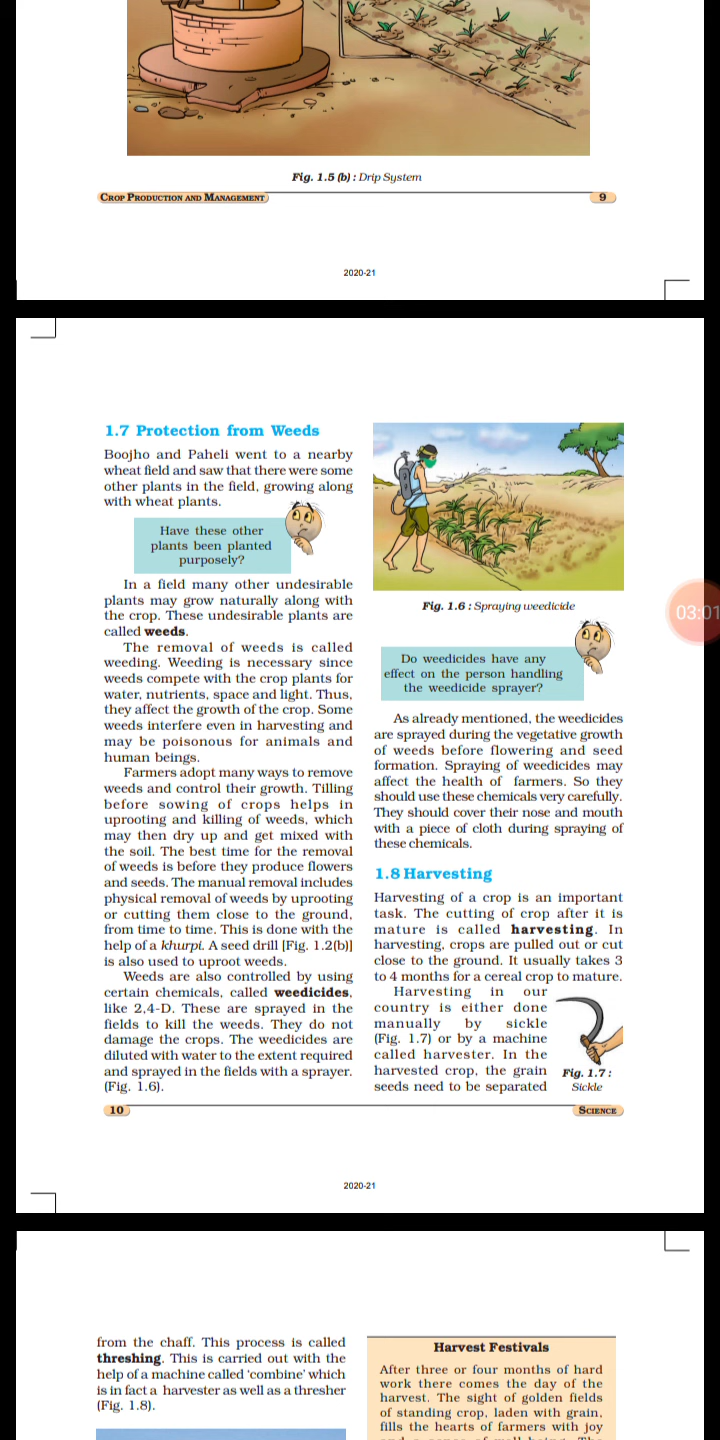 Fig. 1.5 (b) : Drip System
CROP PRODUCTION AND MANAGEMENT
9
2020-21
1.7 Protection from Weeds
Boojho and Paheli went to a nearby
wheat field and saw that there were some
other plants in the field, growing along
with wheat plants.
Have these other
plants been planted
purposely?
In a field many other undesirable
plants may grow naturally along with
the crop. These undesirable plants are
called weeds.
The removal of weeds is called
weeding. Weeding is necessary since
weeds compete with the crop plants for
water, nutrients, space and light. Thus,
they affect the growth of the crop. Some
weeds interfere even in harvesting and
may be poisonous for animals and
human beings.
Farmers adopt many ways to remove
weeds and control their growth. Tilling
before sowing of crops helps in
uprooting and killing of weeds, which
may then dry up and get mixed with
the soil. The best time for the removal
of weeds is before they produce flowers
and seeds. The manual removal includes
physical removal of weeds by uprooting
or cutting them close to the ground,
from time to time. This is done with the
help of a khurpi. A seed drill [Fig. 1.2(b)]
is also used to uproot weeds.
Weeds are also controlled by using
certain chemicals, called weedicides,
like 2,4-D. These are sprayed in the
fields to kill the weeds. They do not
damage the crops. The weedicides are
diluted with water to the extent required
and sprayed in the fields with a sprayer.
(Fig. 1.6).
Fig. 1.6 : Spraying weedicide
03:01
Do weedicides have any
effect on the person handling
the weedicide sprayer?
As already mentioned, the weedicides
are sprayed during the vegetative growth
of weeds before flowering and seed
formation. Spraying of weedicides may
affect the health of farmers. So they
should use these chemicals very carefully.
They should cover their nose and mouth
with a piece of cloth during spraying of
these chemicals.
1.8 Harvesting
Harvesting of a crop is an important
task. The cutting of crop after it is
mature is called harvesting. In
harvesting, crops are pulled out or cut
close to the ground. It usually takes 3
to 4 months for a cereal crop to mature.
Harvesting in our
country is either done
manually by sickle
(Fig. 1.7) or by a machine
called harvester. In the
harvested crop, the grain
seeds need to be separated
Fig. 1.7 :
Sickle
10
SCIENCE
2020-21
from the chaff. This process is called
threshing. This is carried out with the
help of a machine called 'combine' which
is in fact a harvester as well as a thresher
(Fig. 1.8).
Harvest Festivals
After three or four months of hard
work there comes the day of the
harvest. The sight of golden fields
of standing crop, laden with grain,
fills the hearts of farmers with joy